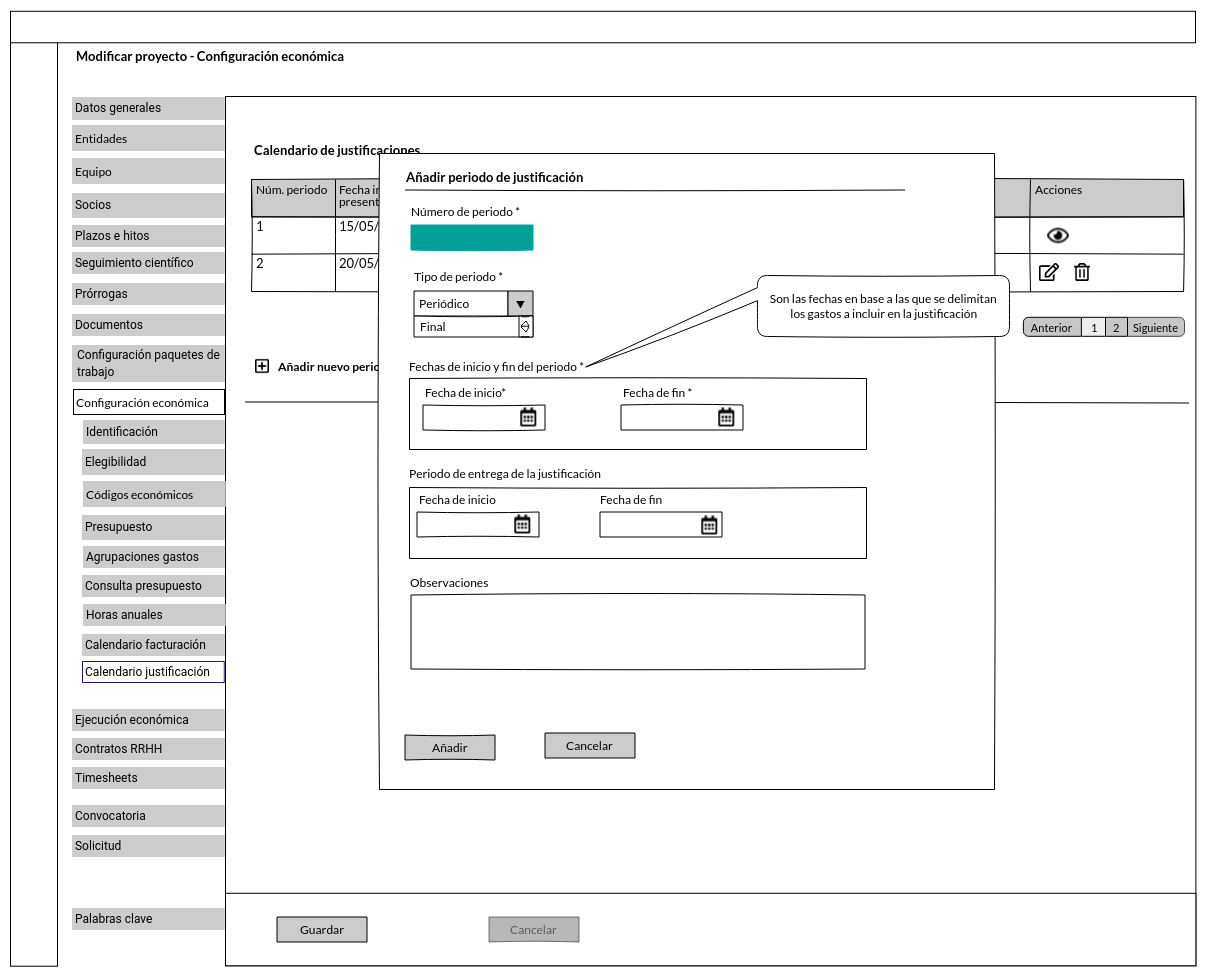 Modificar proyecto - Configuración económica
Datos generales
Entidades
Equipo
Socios
Plazos e hitos
Seguimiento científico
Prórrogas
Documentos
Configuración paquetes de
trabajo
Configuración económica
Identificación
Elegibilidad
Códigos económicos
Presupuesto
Agrupaciones gastos
Consulta presupuesto
Horas anuales
Calendario facturación
Calendario justificación
Ejecución económica
Contratos RRHH
Timesheets
Convocatoria
Solicitud
Palabras clave
Calendario de justificaciones
Núm. periodo
Fecha in
present
Acciones
1
15/05/
2
20/05/
Anterior 1 2 Siguiente
Añadir nuevo perio
Añadir periodo de justificación
Número de periodo *
Tipo de periodo *
Periódico
Final
Son las fechas en base a las que se delimitan
los gastos a incluir en la justificación
Fechas de inicio y fin del periodo *
Fecha de inicio*
Fecha de fin *
Periodo de entrega de la justificación
Fecha de inicio
Fecha de fin
Observaciones
Añadir
Cancelar
Guardar
Cancelar